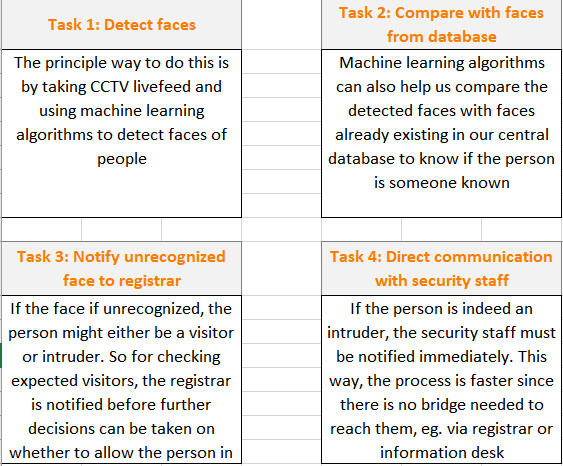 Task 1: Detect faces
The principle way to do this is
by taking CCTV livefeed and
using machine learning
algorithms to detect faces of
people
Task 2: Compare with faces
from database
Machine learning algorithms
can also help us compare the
detected faces with faces
already existing in our central
database to know if the person
is someone known
Task 3: Notify unrecognized
face to registrar
If the face if unrecognized, the
person might either be a visitor
or intruder. So for checking
expected visitors, the registrar
is notified before further
decisions can be taken on
whether to allow the person in
Task 4: Direct communication
with security staff
If the person is indeed an
intruder, the security staff must
be notified immediately. This
way, the process is faster since
there is no bridge needed to
reach them, eg. via registrar or
information desk